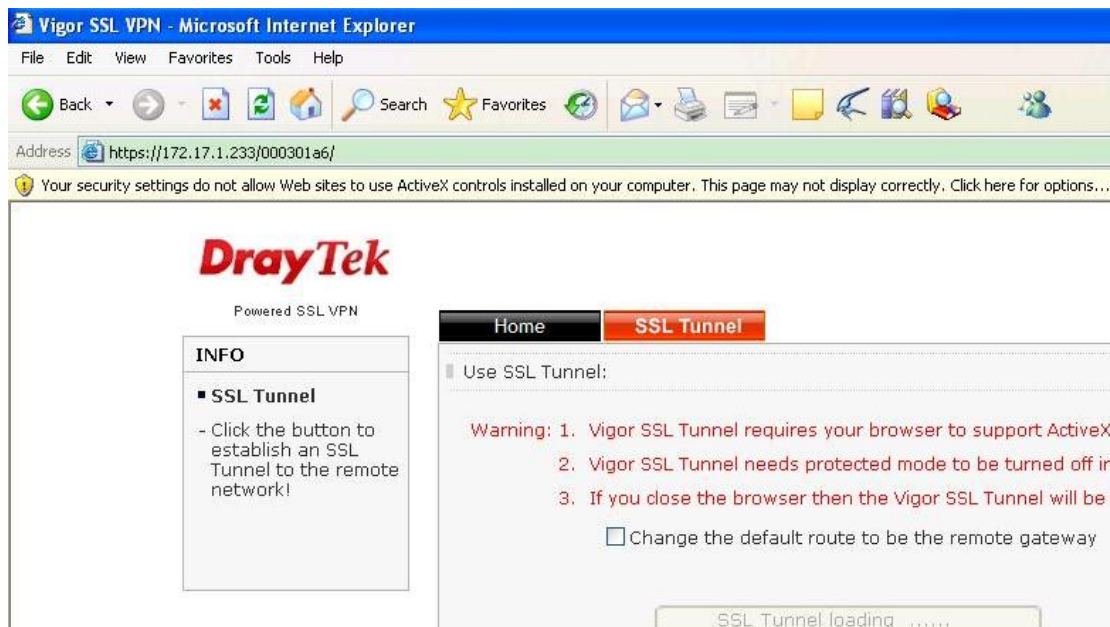 Vigor SSL VPN - Microsoft Internet Explorer
File Edit View Favorites Tools Help
Back Search Favorites
Address https://172.17.1.233/000301a6/
Your security settings do not allow Web sites to use ActiveX controls installed on your computer. This page may not display correctly. Click here for options...
DrayTek
Powered SSL VPN
Home SSL Tunnel
INFO
SSL Tunnel
- Click the button to
establish an SSL
Tunnel to the remote
network!
Use SSL Tunnel:
Warning: 1. Vigor SSL Tunnel requires your browser to support ActiveX
2. Vigor SSL Tunnel needs protected mode to be turned off in
3. If you close the browser then the Vigor SSL Tunnel will be
Change the default route to be the remote gateway
SSL Tunnel loading ......